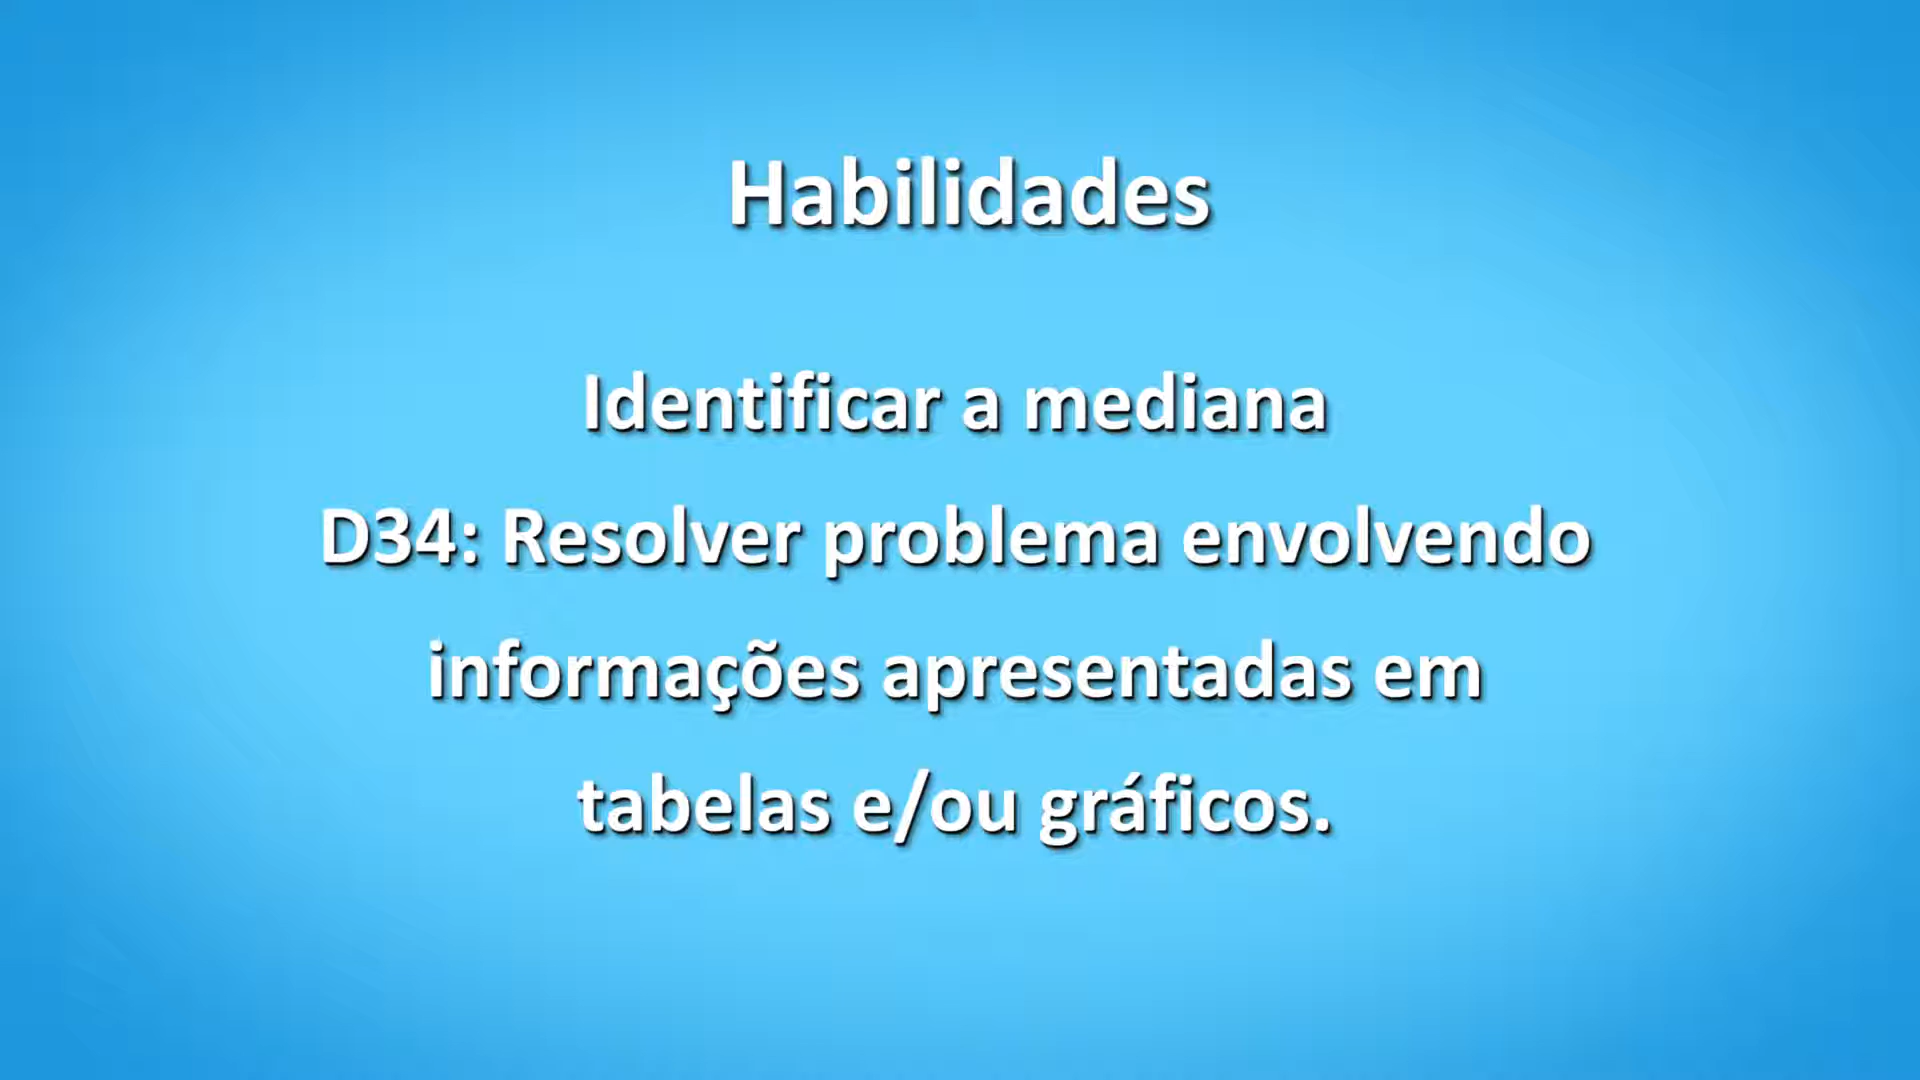 Habilidades
Identificar a mediana
D34: Resolver problema envolvendo
informações apresentadas em
tabelas e/ou gráficos.